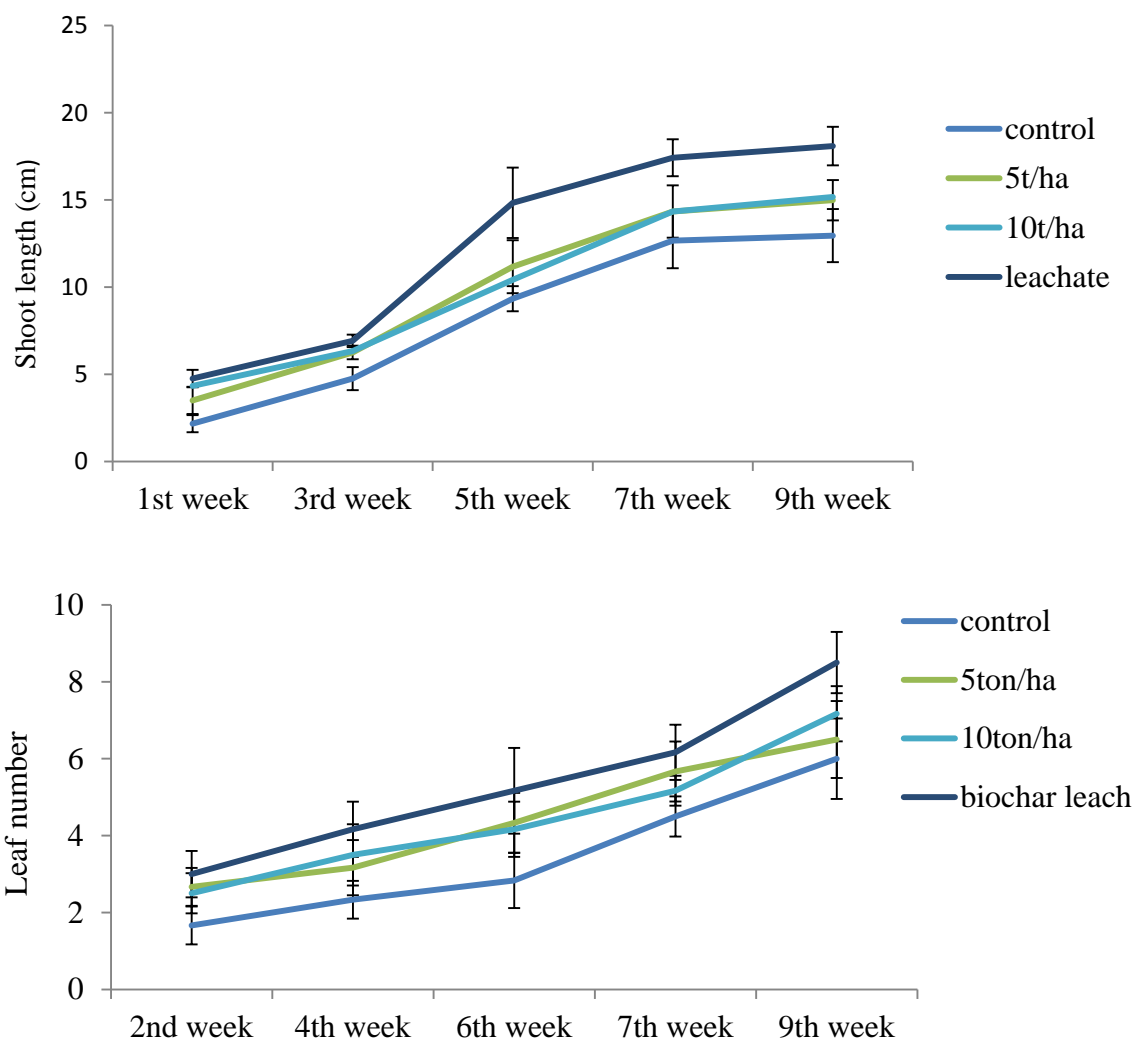 25
20
15
10
5
0
Shoot length (cm)
1st week 3rd week 5th week 7th week 9th week
control
5t/ha
10t/ha
leachate
10
8
6
4
2
0
Leaf number
2nd week 4th week 6th week 7th week 9th week
control
5ton/ha
10ton/ha
biochar leach